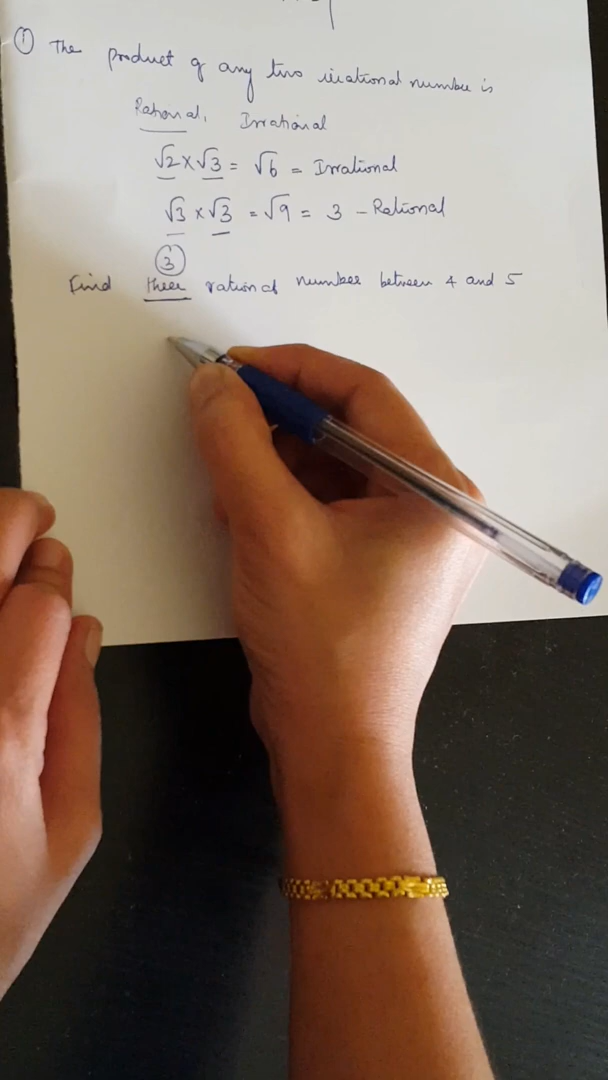 ① The product of any two irrational number is
Rational, Irrational
√2 × √3 = √6 = Irrational
√3 × √3 = √9 = 3 - Rational
③
Find three rational number between 4 and 5